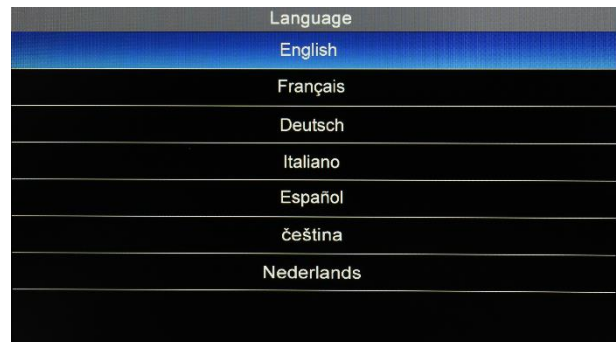 Language
English
Français
Deutsch
Italiano
Español
čeština
Nederlands